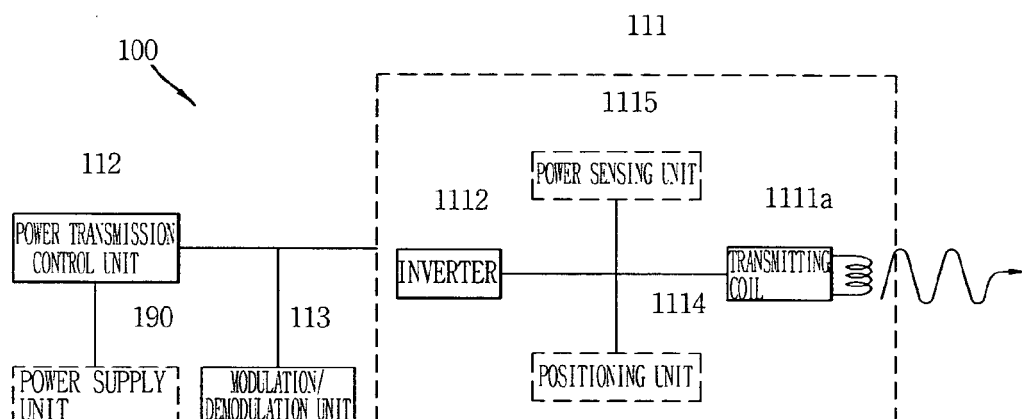 111
100
1115
112
POWER SENSING UNIT
1112
1111a
POWER TRANSMISSION
CONTROL UNIT
INVERTER
TRANSMITTING
COIL
1114
190
113
POWER SUPPLY
UNIT
MODULATION/
DEMODULATION UNIT
POSITIONING UNIT